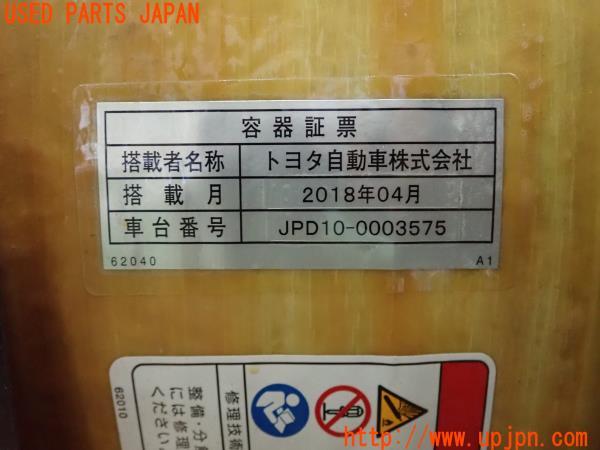 USED PARTS JAPAN
容器証票
搭載者名称 トヨタ自動車株式会社
搭載月 2018年04月
車台番号 JPD10-0003575
62040 A1
62010
修理技術
整備・分解
には修理
ください。
http://www.upjpn.com/